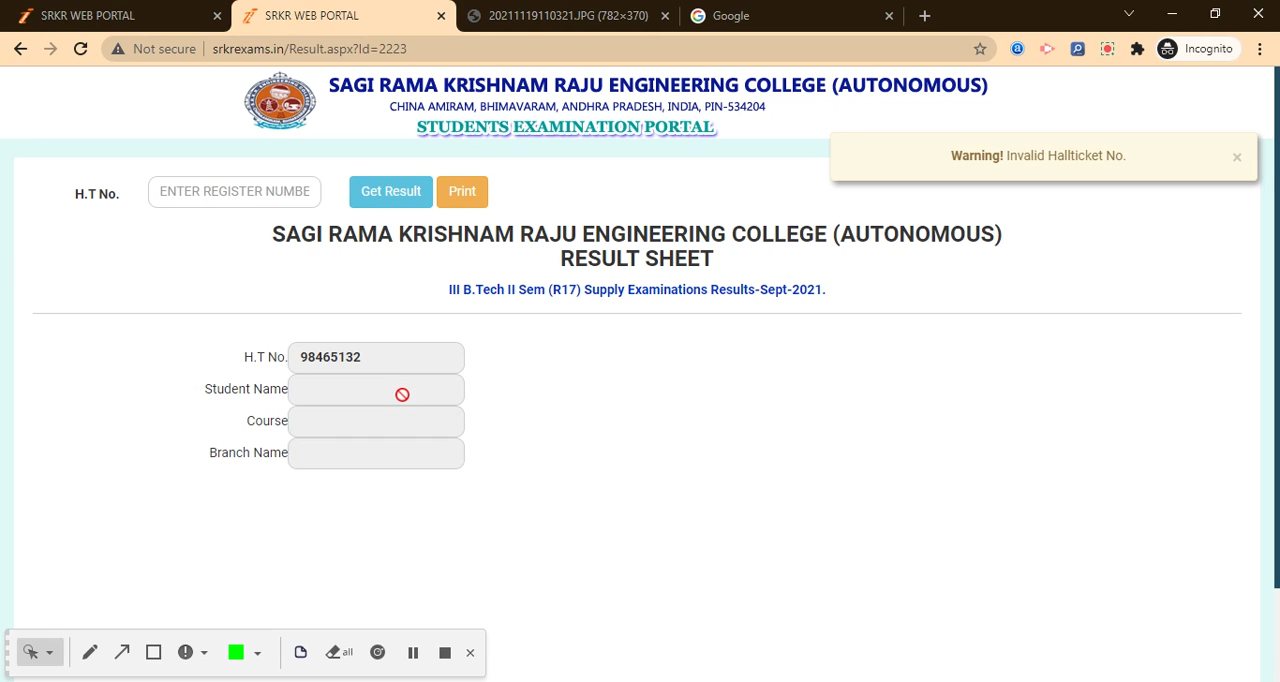 SRKR WEB PORTAL
SRKR WEB PORTAL
20211119110321.JPG (782×370)
Google
Not secure
srkrexams.in/Result.aspx?Id=2223
Incognito
SAGI RAMA KRISHNAM RAJU ENGINEERING COLLEGE (AUTONOMOUS)
CHINA AMIRAM, BHIMAVARAM, ANDHRA PRADESH, INDIA, PIN-534204
STUDENTS EXAMINATION PORTAL
Warning! Invalid Hallticket No.
H.T No.
ENTER REGISTER NUMBE
Get Result
Print
SAGI RAMA KRISHNAM RAJU ENGINEERING COLLEGE (AUTONOMOUS)
RESULT SHEET
III B.Tech II Sem (R17) Supply Examinations Results-Sept-2021.
H.T No. 98465132
Student Name
Course
Branch Name
all